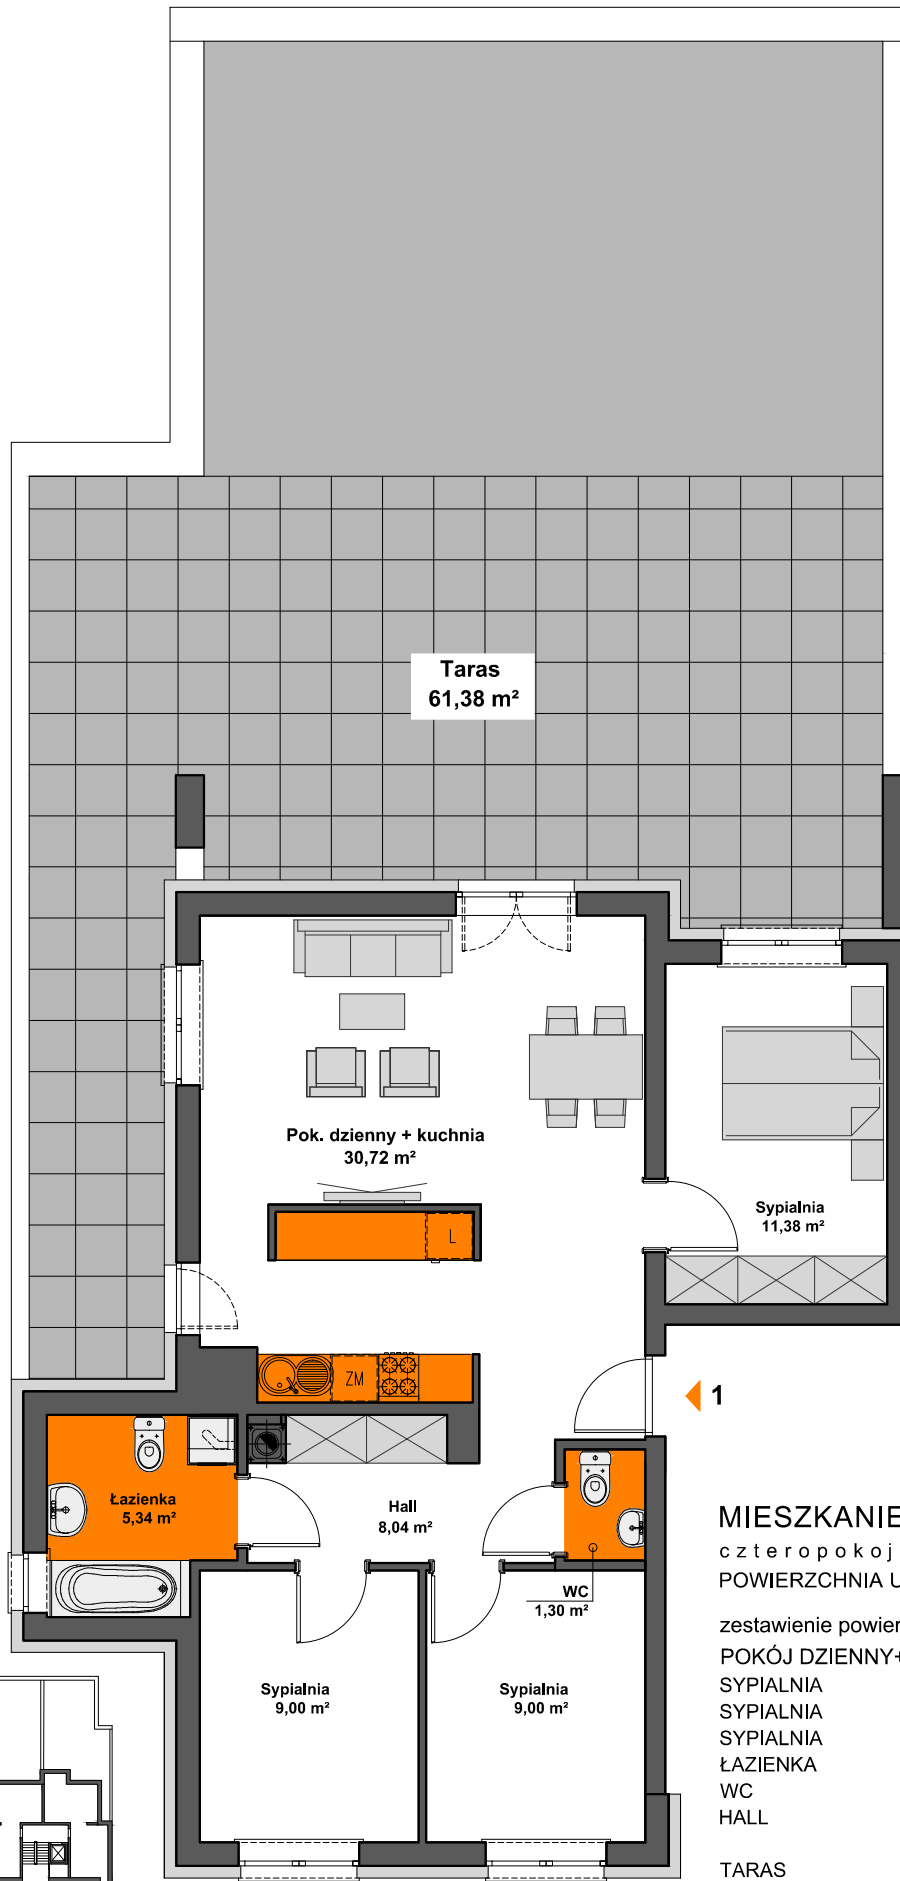 Taras
61,38 m²
Pok. dzienny + kuchnia
30,72 m²
L
Sypialnia
11,38 m²
ZM
1
Łazienka
5,34 m²
Hall
8,04 m²
WC
1,30 m²
Sypialnia
9,00 m²
Sypialnia
9,00 m²
MIESZKANIE
czteropokoj
POWIERZCHNIA U
zestawienie powier
POKÓJ DZIENNY+
SYPIALNIA
SYPIALNIA
SYPIALNIA
ŁAZIENKA
WC
HALL
TARAS